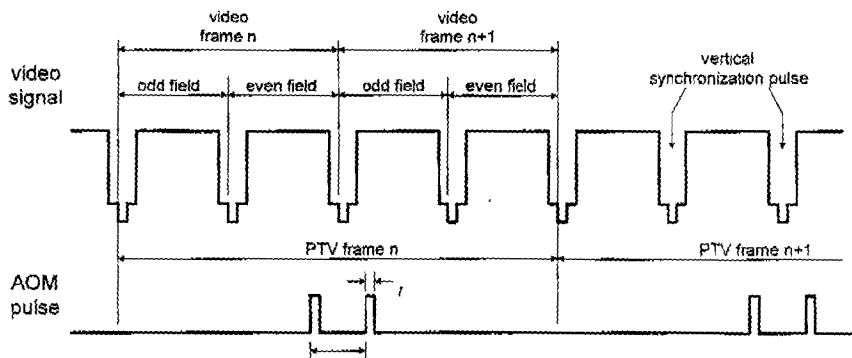 video
frame n
video
frame n+1
video
signal
odd field
even field
odd field
even field
vertical
synchronization pulse
PTV frame n
PTV frame n+1
AOM
pulse
t